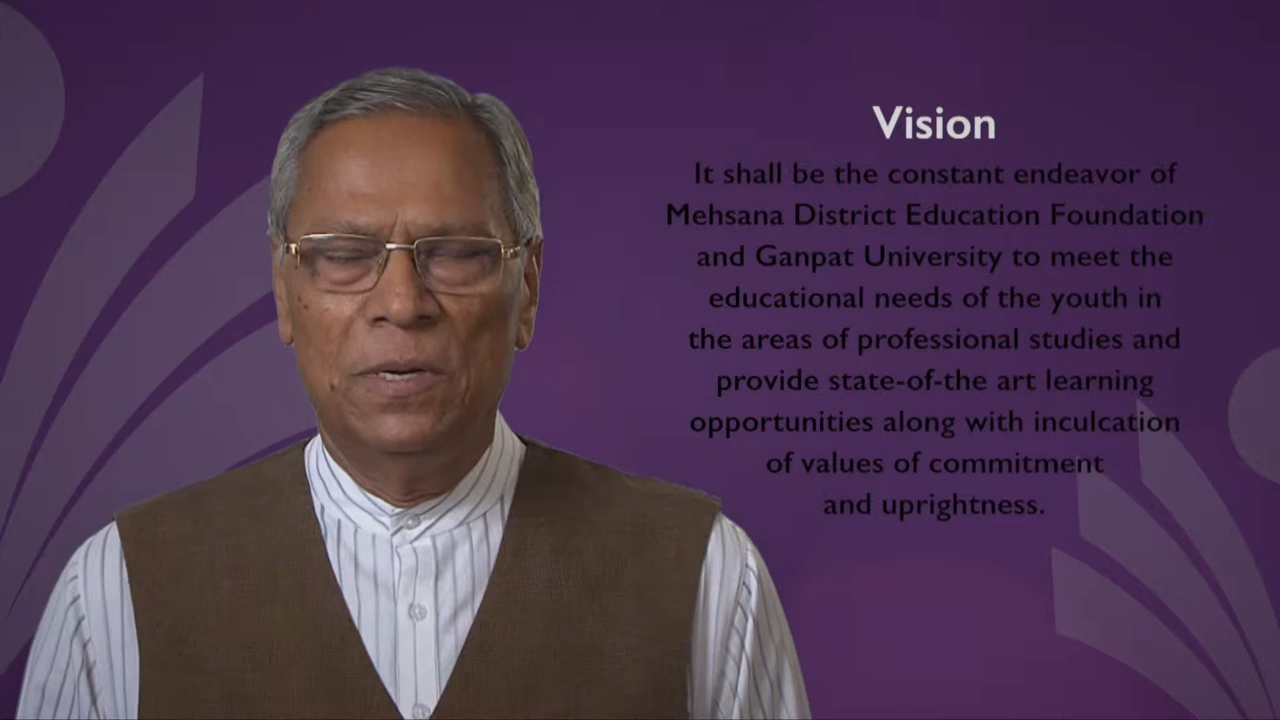 Vision
It shall be the constant endeavor of
Mehsana District Education Foundation
and Ganpat University to meet the
educational needs of the youth in
the areas of professional studies and
provide state-of-the art learning
opportunities along with inculcation
of values of commitment
and uprightness.